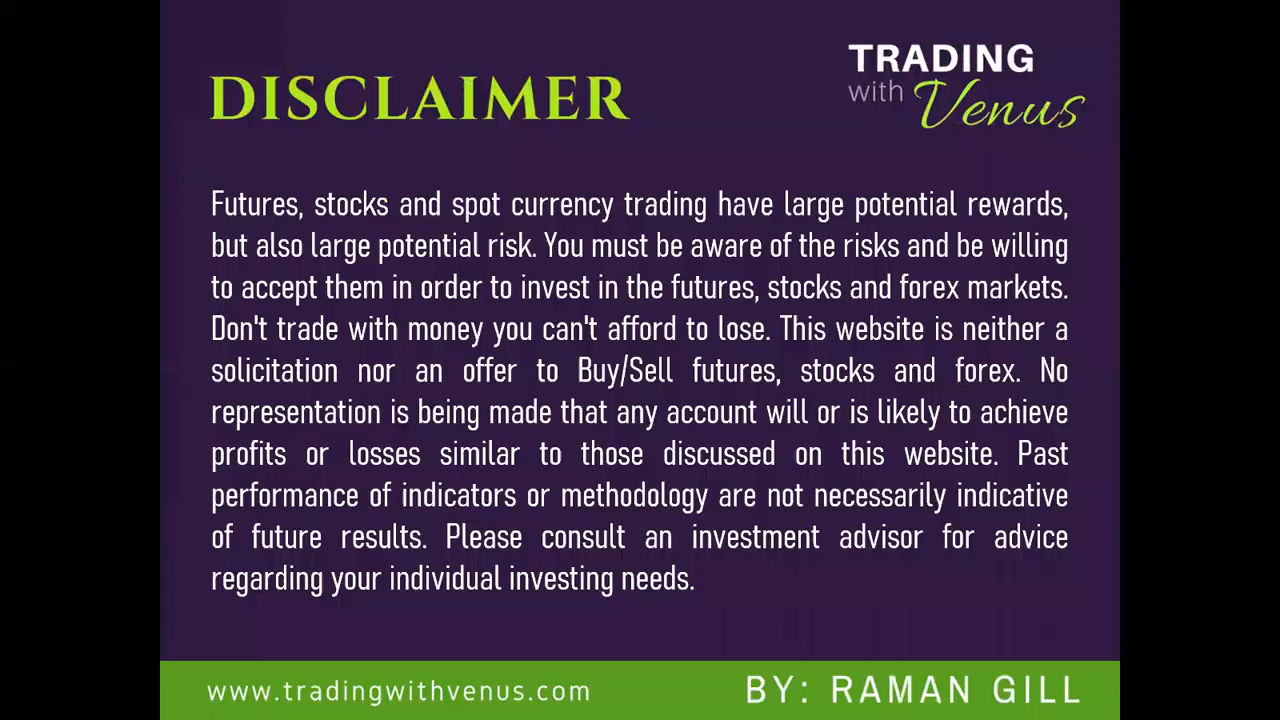 DISCLAIMER
TRADING
with Venus
Futures, stocks and spot currency trading have large potential rewards,
but also large potential risk. You must be aware of the risks and be willing
to accept them in order to invest in the futures, stocks and forex markets.
Don't trade with money you can't afford to lose. This website is neither a
solicitation nor an offer to Buy/Sell futures, stocks and forex. No
representation is being made that any account will or is likely to achieve
profits or losses similar to those discussed on this website. Past
performance of indicators or methodology are not necessarily indicative
of future results. Please consult an investment advisor for advice
regarding your individual investing needs.
www.tradingwithvenus.com
BY: RAMAN GILL